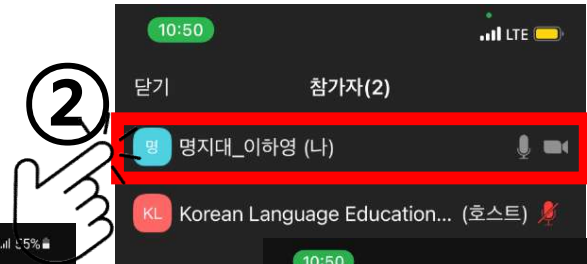 10:50
LTE
닫기
참가자(2)
②
명
명지대_이하영 (나)
KL
Korean Language Education... (호스트)
10:50